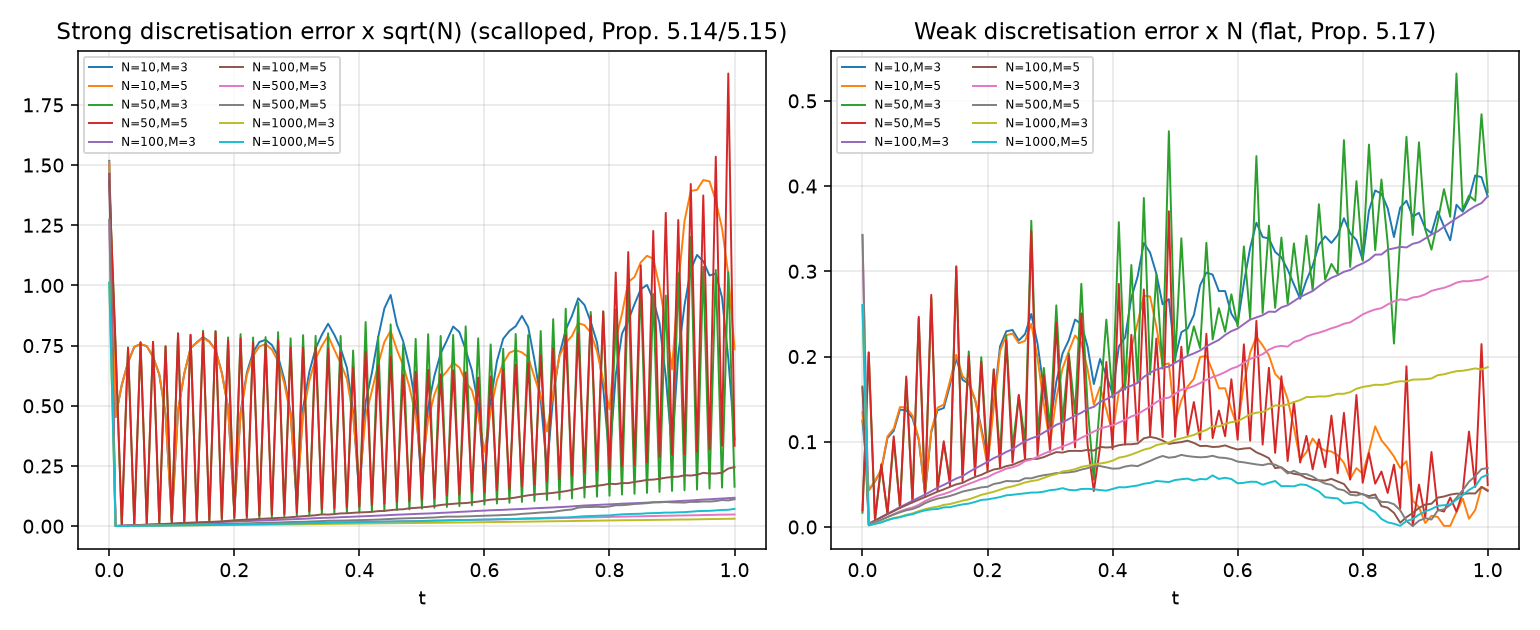 Strong discretisation error x sqrt(N) (scalloped, Prop. 5.14/5.15)
N=10,M=3
N=10,M=5
N=50,M=3
N=50,M=5
N=100,M=3
N=100,M=5
N=500,M=3
N=500,M=5
N=1000,M=3
N=1000,M=5
1.75
1.50
1.25
1.00
0.75
0.50
0.25
0.00
0.0 0.2 0.4 0.6 0.8 1.0
t
Weak discretisation error x N (flat, Prop. 5.17)
N=10,M=3
N=10,M=5
N=50,M=3
N=50,M=5
N=100,M=3
N=100,M=5
N=500,M=3
N=500,M=5
N=1000,M=3
N=1000,M=5
0.5
0.4
0.3
0.2
0.1
0.0
0.0 0.2 0.4 0.6 0.8 1.0
t